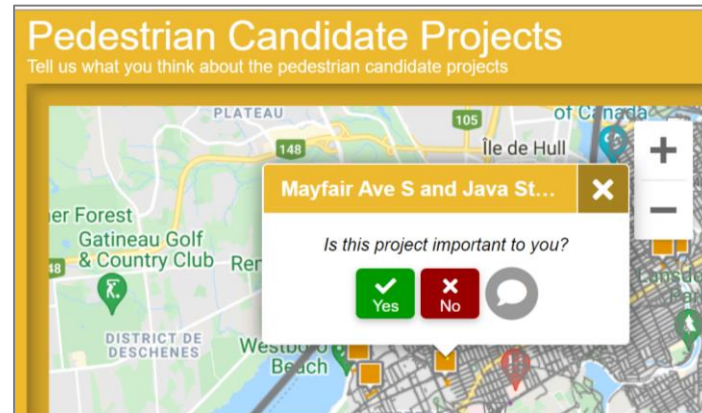 Pedestrian Candidate Projects
Tell us what you think about the pedestrian candidate projects
PLATEAU
105
of Canada
148
Île de Hull
+
Mayfair Ave S and Java St...
−
er Forest
Gatineau Golf
& Country Club
Is this project important to you?
Yes
No
DISTRICT DE
DESCHENES
Westboro
Beach